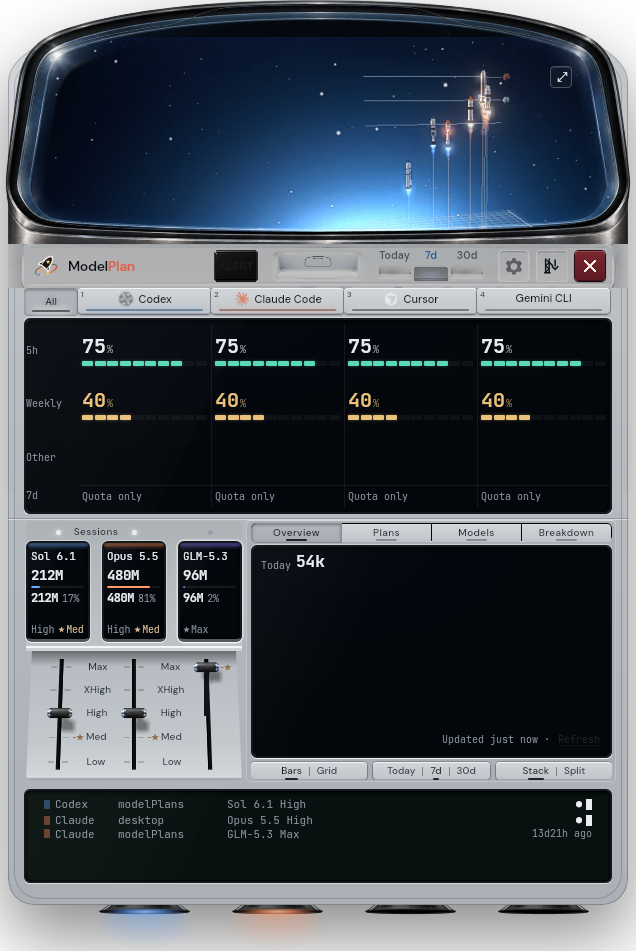 ModelPlan
ALERT
Today 7d 30d
All
1 Codex
2 Claude Code
3 Cursor
4 Gemini CLI
5h 75% 75% 75% 75%
Weekly 40% 40% 40% 40%
Other
7d Quota only Quota only Quota only Quota only
Sessions
Sol 6.1
212M
212M 17%
High ★ Med
Opus 5.5
480M
480M 81%
High ★ Med
GLM-5.3
96M
96M 2%
★ Max
Max Max
XHigh XHigh
High High
★ Med ★ Med
Low Low
★
Overview Plans Models Breakdown
Today 54k
Updated just now · Refresh
Bars | Grid
Today | 7d | 30d
Stack | Split
Codex modelPlans Sol 6.1 High
Claude desktop Opus 5.5 High
Claude modelPlans GLM-5.3 Max 13d21h ago